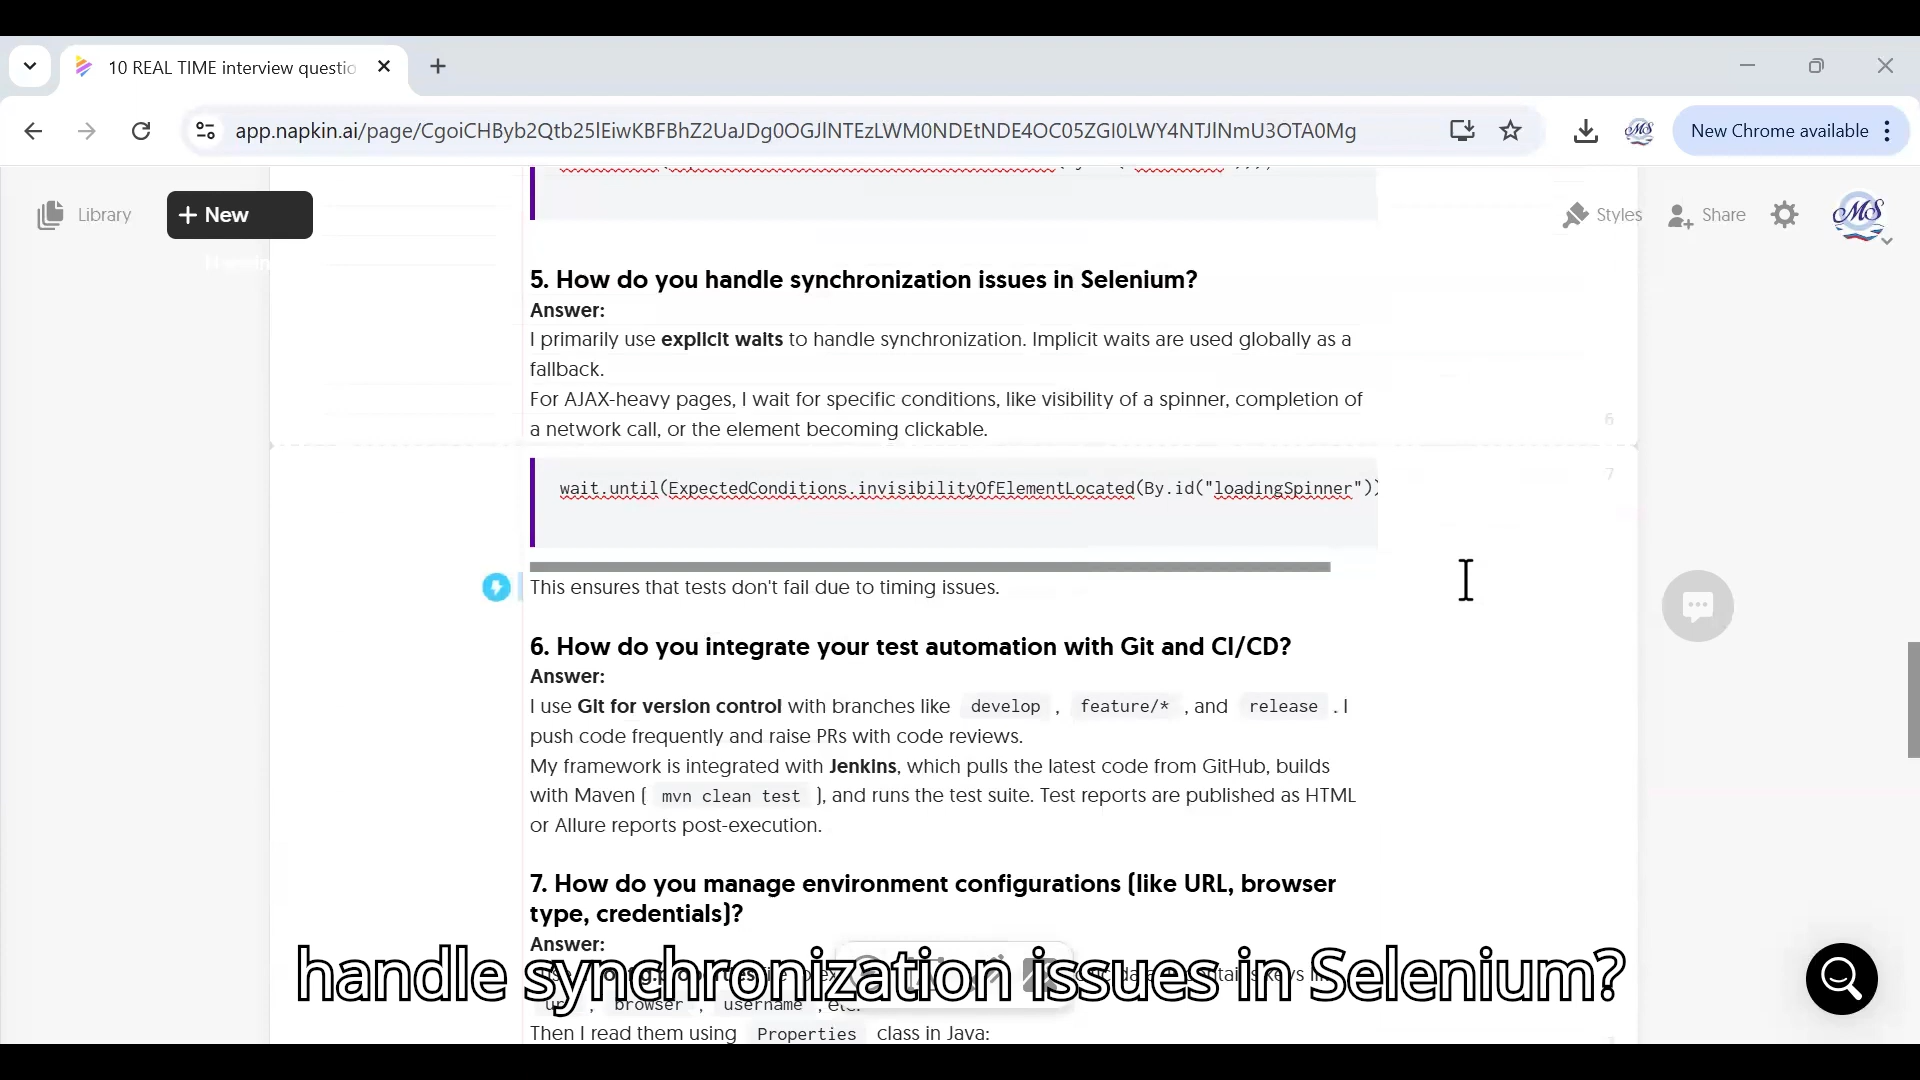 10 REAL TIME interview questio
app.napkin.ai/page/CgoiCHByb2Qtb25lEiwKBFBhZ2UaJDg0OGJlNTEzLWM0NDEtNDE4OC05ZGI0LWY4NTJlNmU3OTA0Mg
New Chrome available
Library
+ New
Styles
Share
MS
5. How do you handle synchronization issues in Selenium?
Answer:
I primarily use explicit waits to handle synchronization. Implicit waits are used globally as a
fallback.
For AJAX-heavy pages, I wait for specific conditions, like visibility of a spinner, completion of
a network call, or the element becoming clickable.
6
7
wait.until(ExpectedConditions.invisibilityOfElementLocated(By.id("loadingSpinner"))
This ensures that tests don't fail due to timing issues.
6. How do you integrate your test automation with Git and CI/CD?
Answer:
I use Git for version control with branches like develop , feature/* , and release . I
push code frequently and raise PRs with code reviews.
My framework is integrated with Jenkins, which pulls the latest code from GitHub, builds
with Maven ( mvn clean test ), and runs the test suite. Test reports are published as HTML
or Allure reports post-execution.
7. How do you manage environment configurations (like URL, browser
type, credentials)?
Answer:
handle synchronization issues in Selenium?
browser , username , etc.
Then I read them using Properties class in Java: